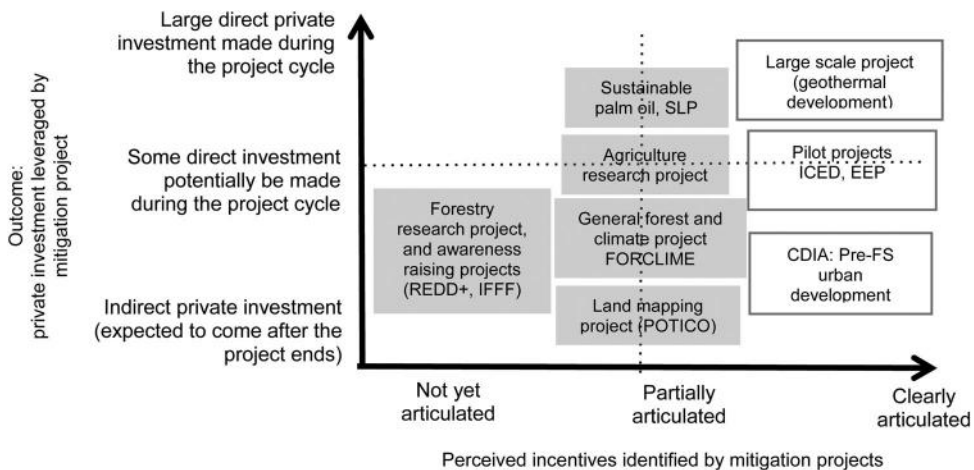 Large direct private
investment made during
the project cycle
Some direct investment
potentially be made
during the project cycle
Indirect private investment
(expected to come after the
project ends)
Outcome:
private investment leveraged by
mitigation project
Sustainable
palm oil, SLP
Large scale project
(geothermal
development)
Agriculture
research project
Pilot projects
ICED, EEP
Forestry
research project,
and awareness
raising projects
(REDD+, IFFF)
General forest and
climate project
FORCLIME
CDIA: Pre-FS
urban
development
Land mapping
project (POTICO)
Not yet
articulated
Partially
articulated
Clearly
articulated
Perceived incentives identified by mitigation projects